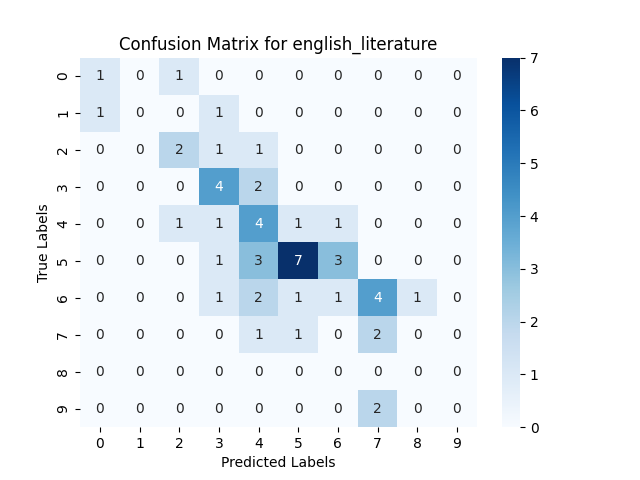 Confusion Matrix for english_literature
0 1 0 1 0 0 0 0 0 0 0
1 1 0 0 1 0 0 0 0 0 0
2 0 0 2 1 1 0 0 0 0 0
3 0 0 0 4 2 0 0 0 0 0
4 0 0 1 1 4 1 1 0 0 0
5 0 0 0 1 3 7 3 0 0 0
6 0 0 0 1 2 1 1 4 1 0
7 0 0 0 0 1 1 0 2 0 0
8 0 0 0 0 0 0 0 0 0 0
9 0 0 0 0 0 0 0 2 0 0
0 1 2 3 4 5 6 7 8 9
Predicted Labels
True Labels
7
6
5
4
3
2
1
0